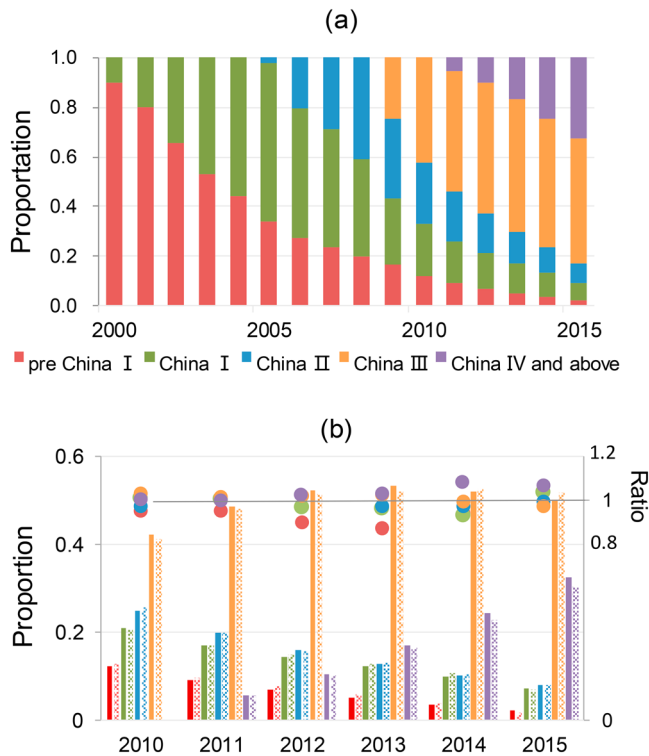 (a)
1.0
0.8
0.6
0.4
0.2
0.0
Proportation
2000 2005 2010 2015
pre China Ⅰ China Ⅰ China Ⅱ China Ⅲ China Ⅳ and above
(b)
0.6
0.4
0.2
0
Proportion
1.2
1
0.8
0
Ratio
2010 2011 2012 2013 2014 2015